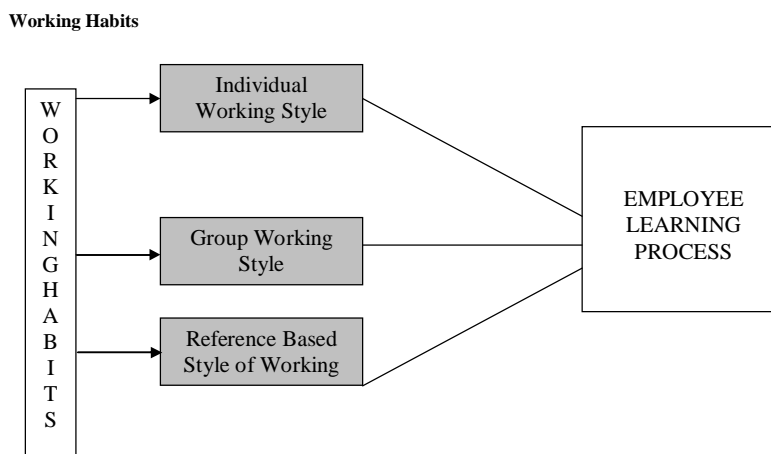 Working Habits
W
O
R
K
I
N
G
H
A
B
I
T
S
Individual
Working Style
Group Working
Style
Reference Based
Style of Working
EMPLOYEE
LEARNING
PROCESS